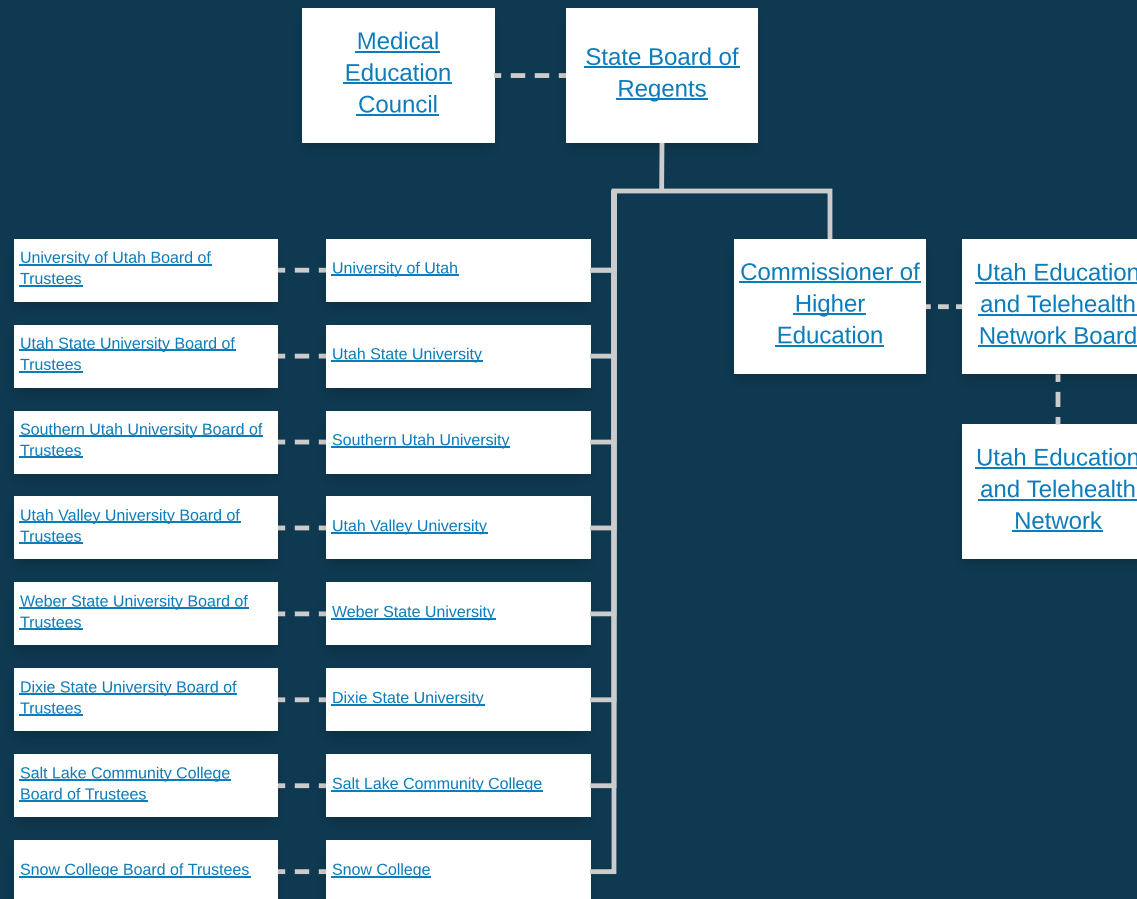 Medical
Education
Council
State Board of
Regents
University of Utah Board of
Trustees
University of Utah
Commissioner of
Higher
Education
Utah Education
and Telehealth
Network Board
Utah State University Board of
Trustees
Utah State University
Southern Utah University Board of
Trustees
Southern Utah University
Utah Education
and Telehealth
Network
Utah Valley University Board of
Trustees
Utah Valley University
Weber State University Board of
Trustees
Weber State University
Dixie State University Board of
Trustees
Dixie State University
Salt Lake Community College
Board of Trustees
Salt Lake Community College
Snow College Board of Trustees
Snow College